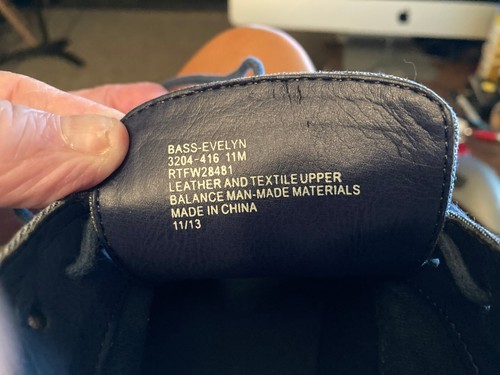 BASS-EVELYN
3204-416 11M
RTFW28481
LEATHER AND TEXTILE UPPER
BALANCE MAN-MADE MATERIALS
MADE IN CHINA
11/13